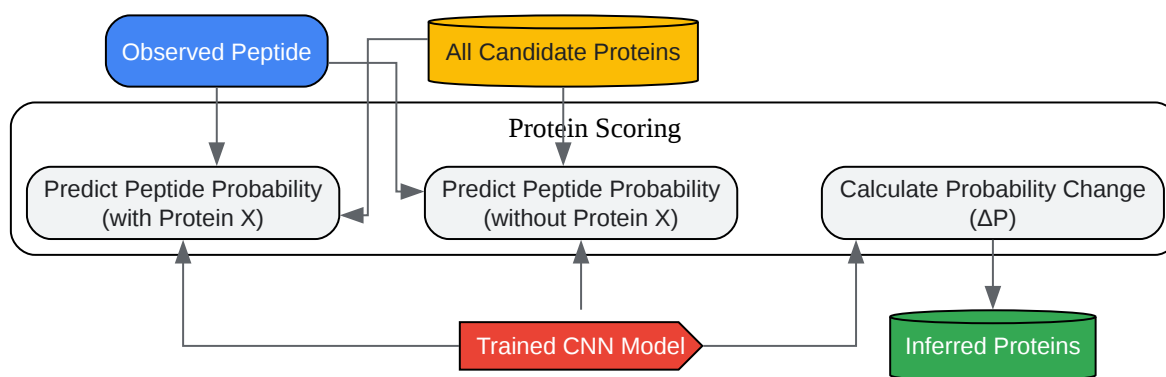 Observed Peptide
All Candidate Proteins
Protein Scoring
Predict Peptide Probability
(with Protein X)
Predict Peptide Probability
(without Protein X)
Calculate Probability Change
(ΔP)
Trained CNN Model
Inferred Proteins